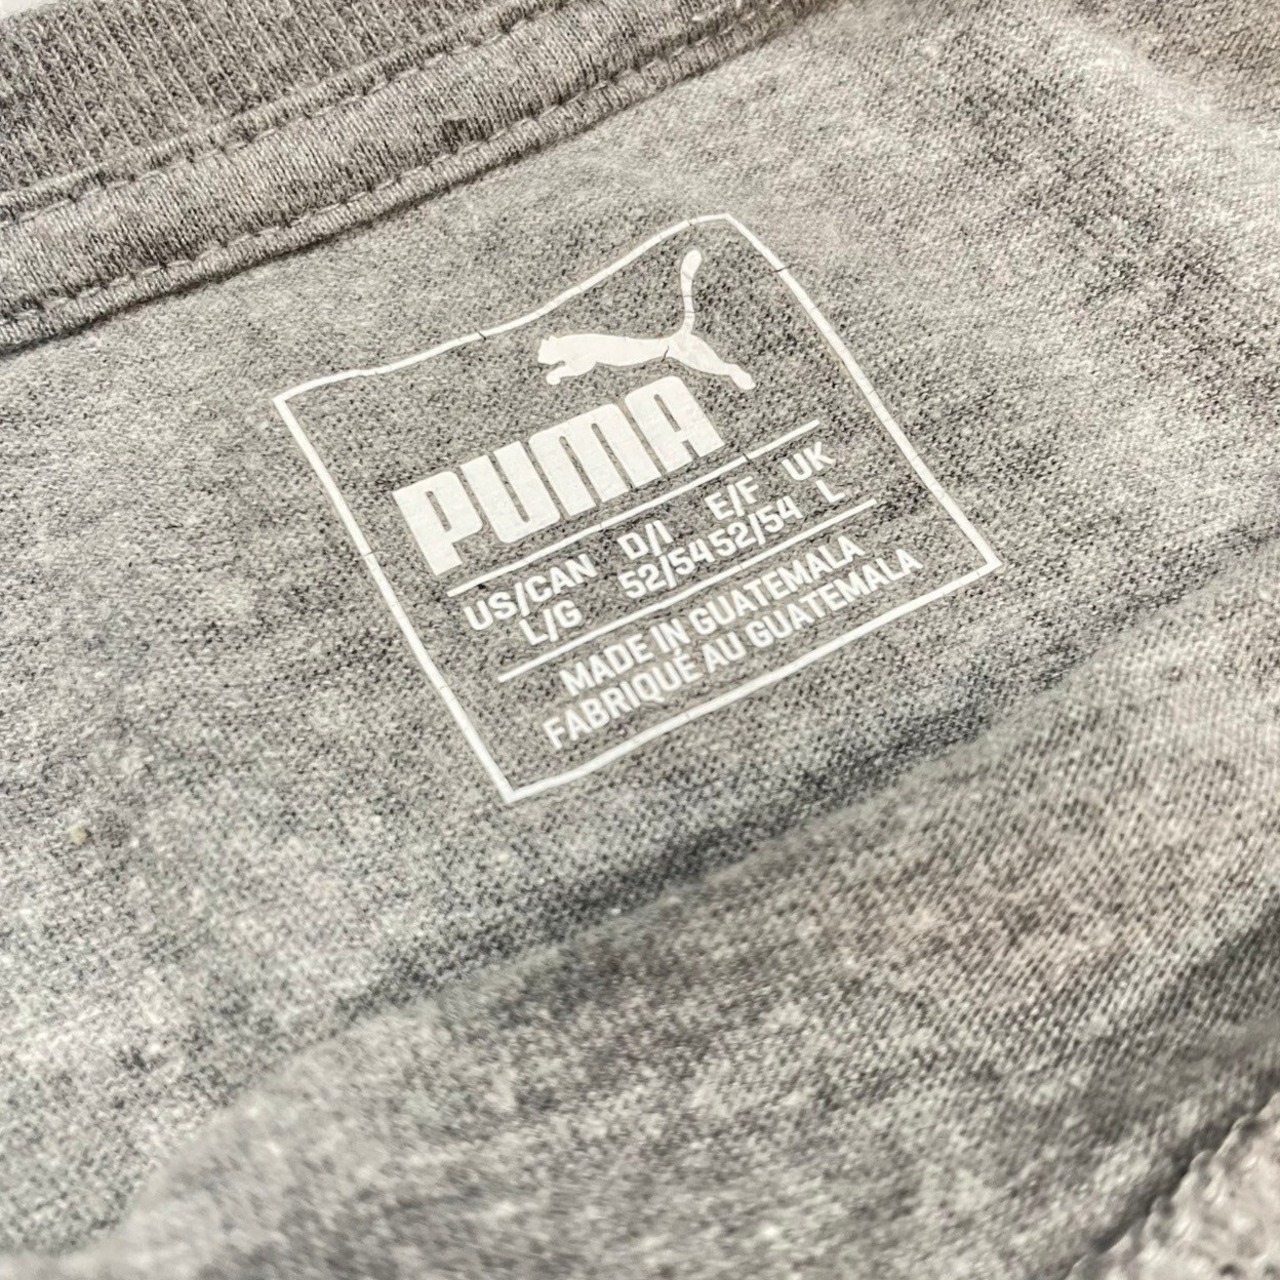 PUMA
US/CAN D/I E/F UK
L/G 52/54 52/54 L
MADE IN GUATEMALA
FABRIQUÉ AU GUATEMALA